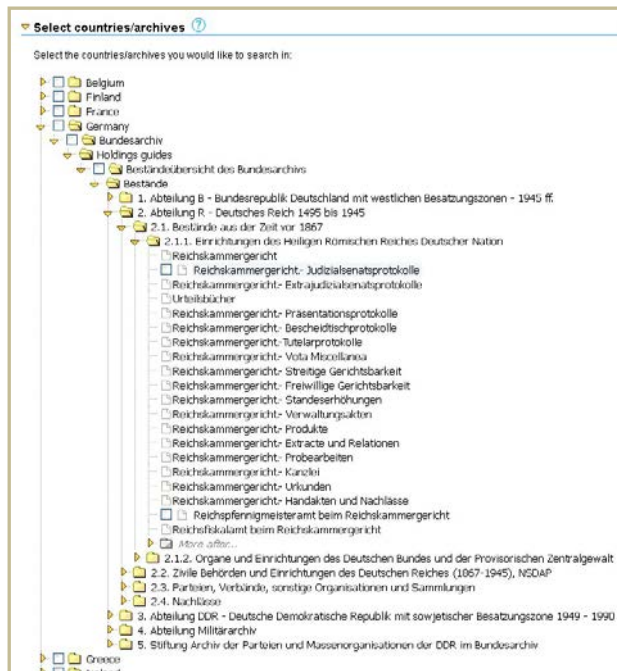 Select countries/archives ?
Select the countries/archives you would like to search in:
Belgium
Finland
France
Germany
Bundesarchiv
Holdings guides
Beständeübersicht des Bundesarchivs
Bestände
1. Abteilung B - Bundesrepublik Deutschland mit westlichen Besatzungszonen - 1945 ff.
2. Abteilung R - Deutsches Reich 1495 bis 1945
2.1. Bestände aus der Zeit vor 1867
2.1.1. Einrichtungen des Heiligen Römischen Reiches Deutscher Nation
Reichskammergericht
Reichskammergericht.- Judizialsenatsprotokolle
Reichskammergericht.- Extrajudizialsenatsprotokolle
Urteilsbücher
Reichskammergericht.- Präsentationsprotokolle
Reichskammergericht.- Bescheidtischprotokolle
Reichskammergericht.-Tutelarprotokolle
Reichskammergericht.- Vota Miscellanea
Reichskammergericht.- Streitige Gerichtsbarkeit
Reichskammergericht.- Freiwillige Gerichtsbarkeit
Reichskammergericht.- Standeserhöhungen
Reichskammergericht.- Verwaltungsakten
Reichskammergericht.- Produkte
Reichskammergericht.- Extracte und Relationen
Reichskammergericht.- Probearbeiten
Reichskammergericht.- Kanzlei
Reichskammergericht.- Urkunden
Reichskammergericht.- Handakten und Nachlässe
Reichspfennigmeisteramt beim Reichskammergericht
Reichsfiskalamt beim Reichskammergericht
More after...
2.1.2. Organe und Einrichtungen des Deutschen Bundes und der Provisorischen Zentralgewalt
2.2. Zivile Behörden und Einrichtungen des Deutschen Reiches (1867-1945), NSDAP
2.3. Parteien, Verbände, sonstige Organisationen und Sammlungen
2.4. Nachlässe
3. Abteilung DDR - Deutsche Demokratische Republik mit sowjetischer Besatzungszone 1949 - 1990
4. Abteilung Militärarchiv
5. Stiftung Archiv der Parteien und Massenorganisationen der DDR im Bundesarchiv
Greece